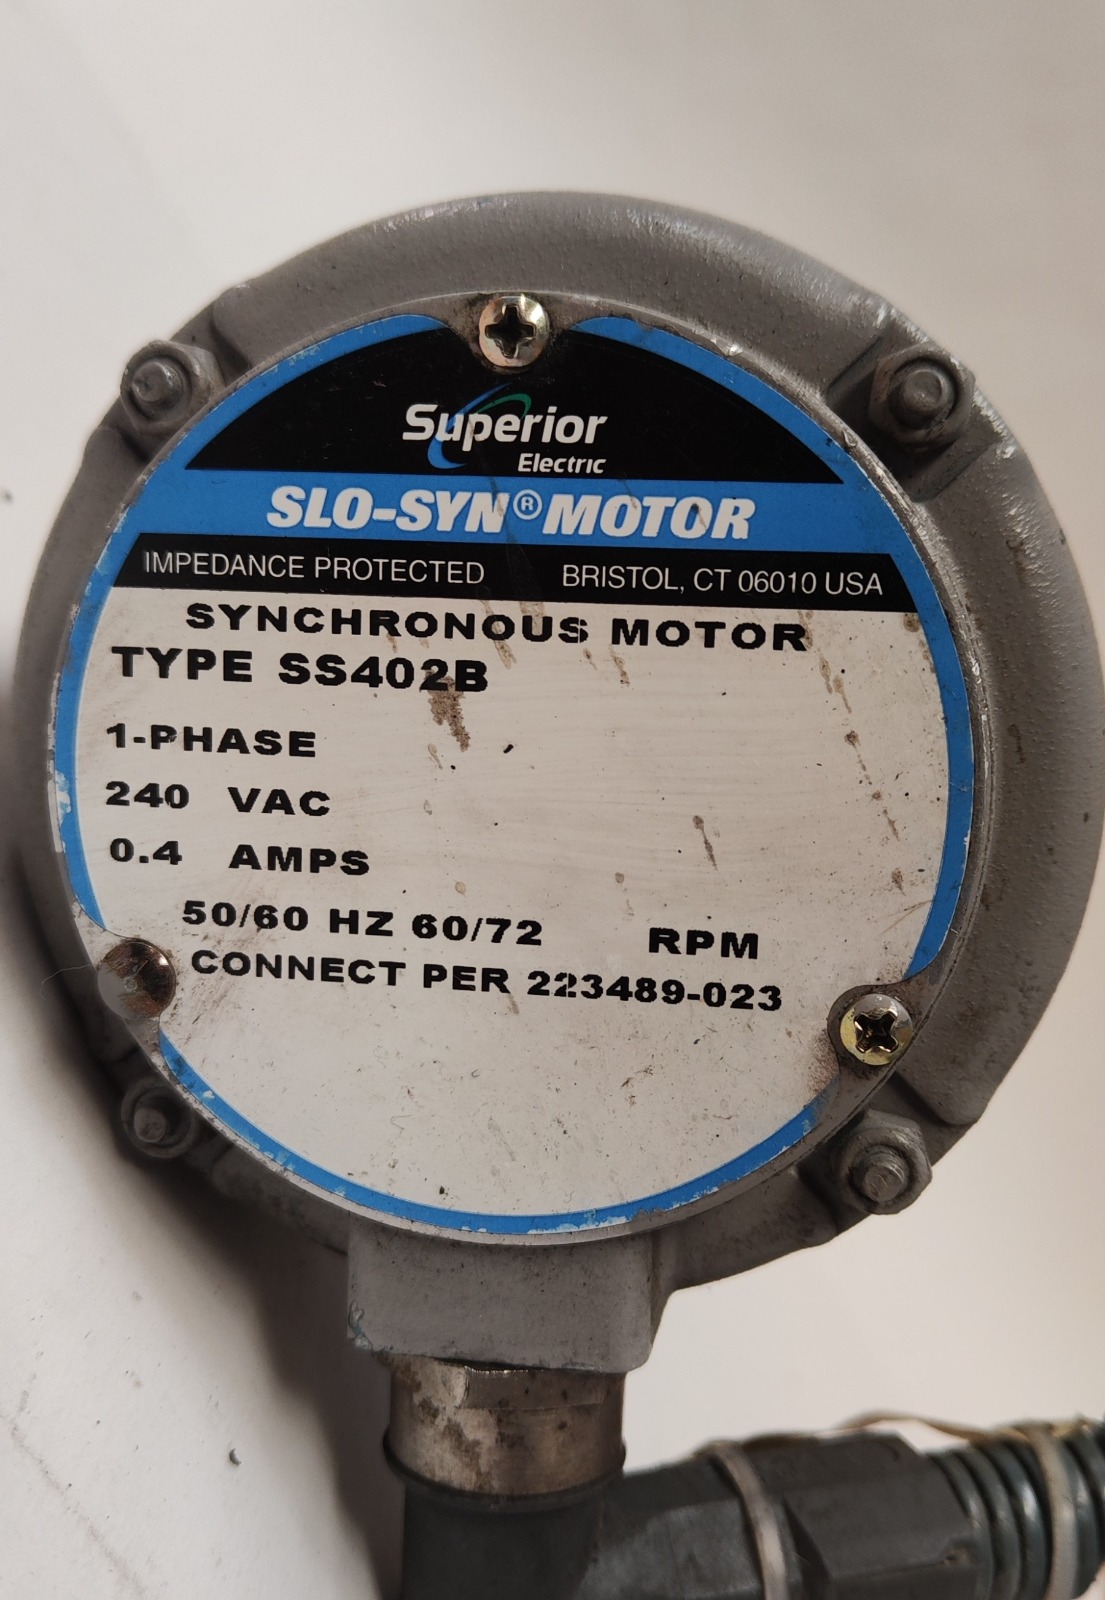 Superior
Electric
SLO-SYN® MOTOR
IMPEDANCE PROTECTED BRISTOL, CT 06010 USA
SYNCHRONOUS MOTOR
TYPE SS402B
1-PHASE
240 VAC
0.4 AMPS
50/60 HZ 60/72 RPM
CONNECT PER 223489-023